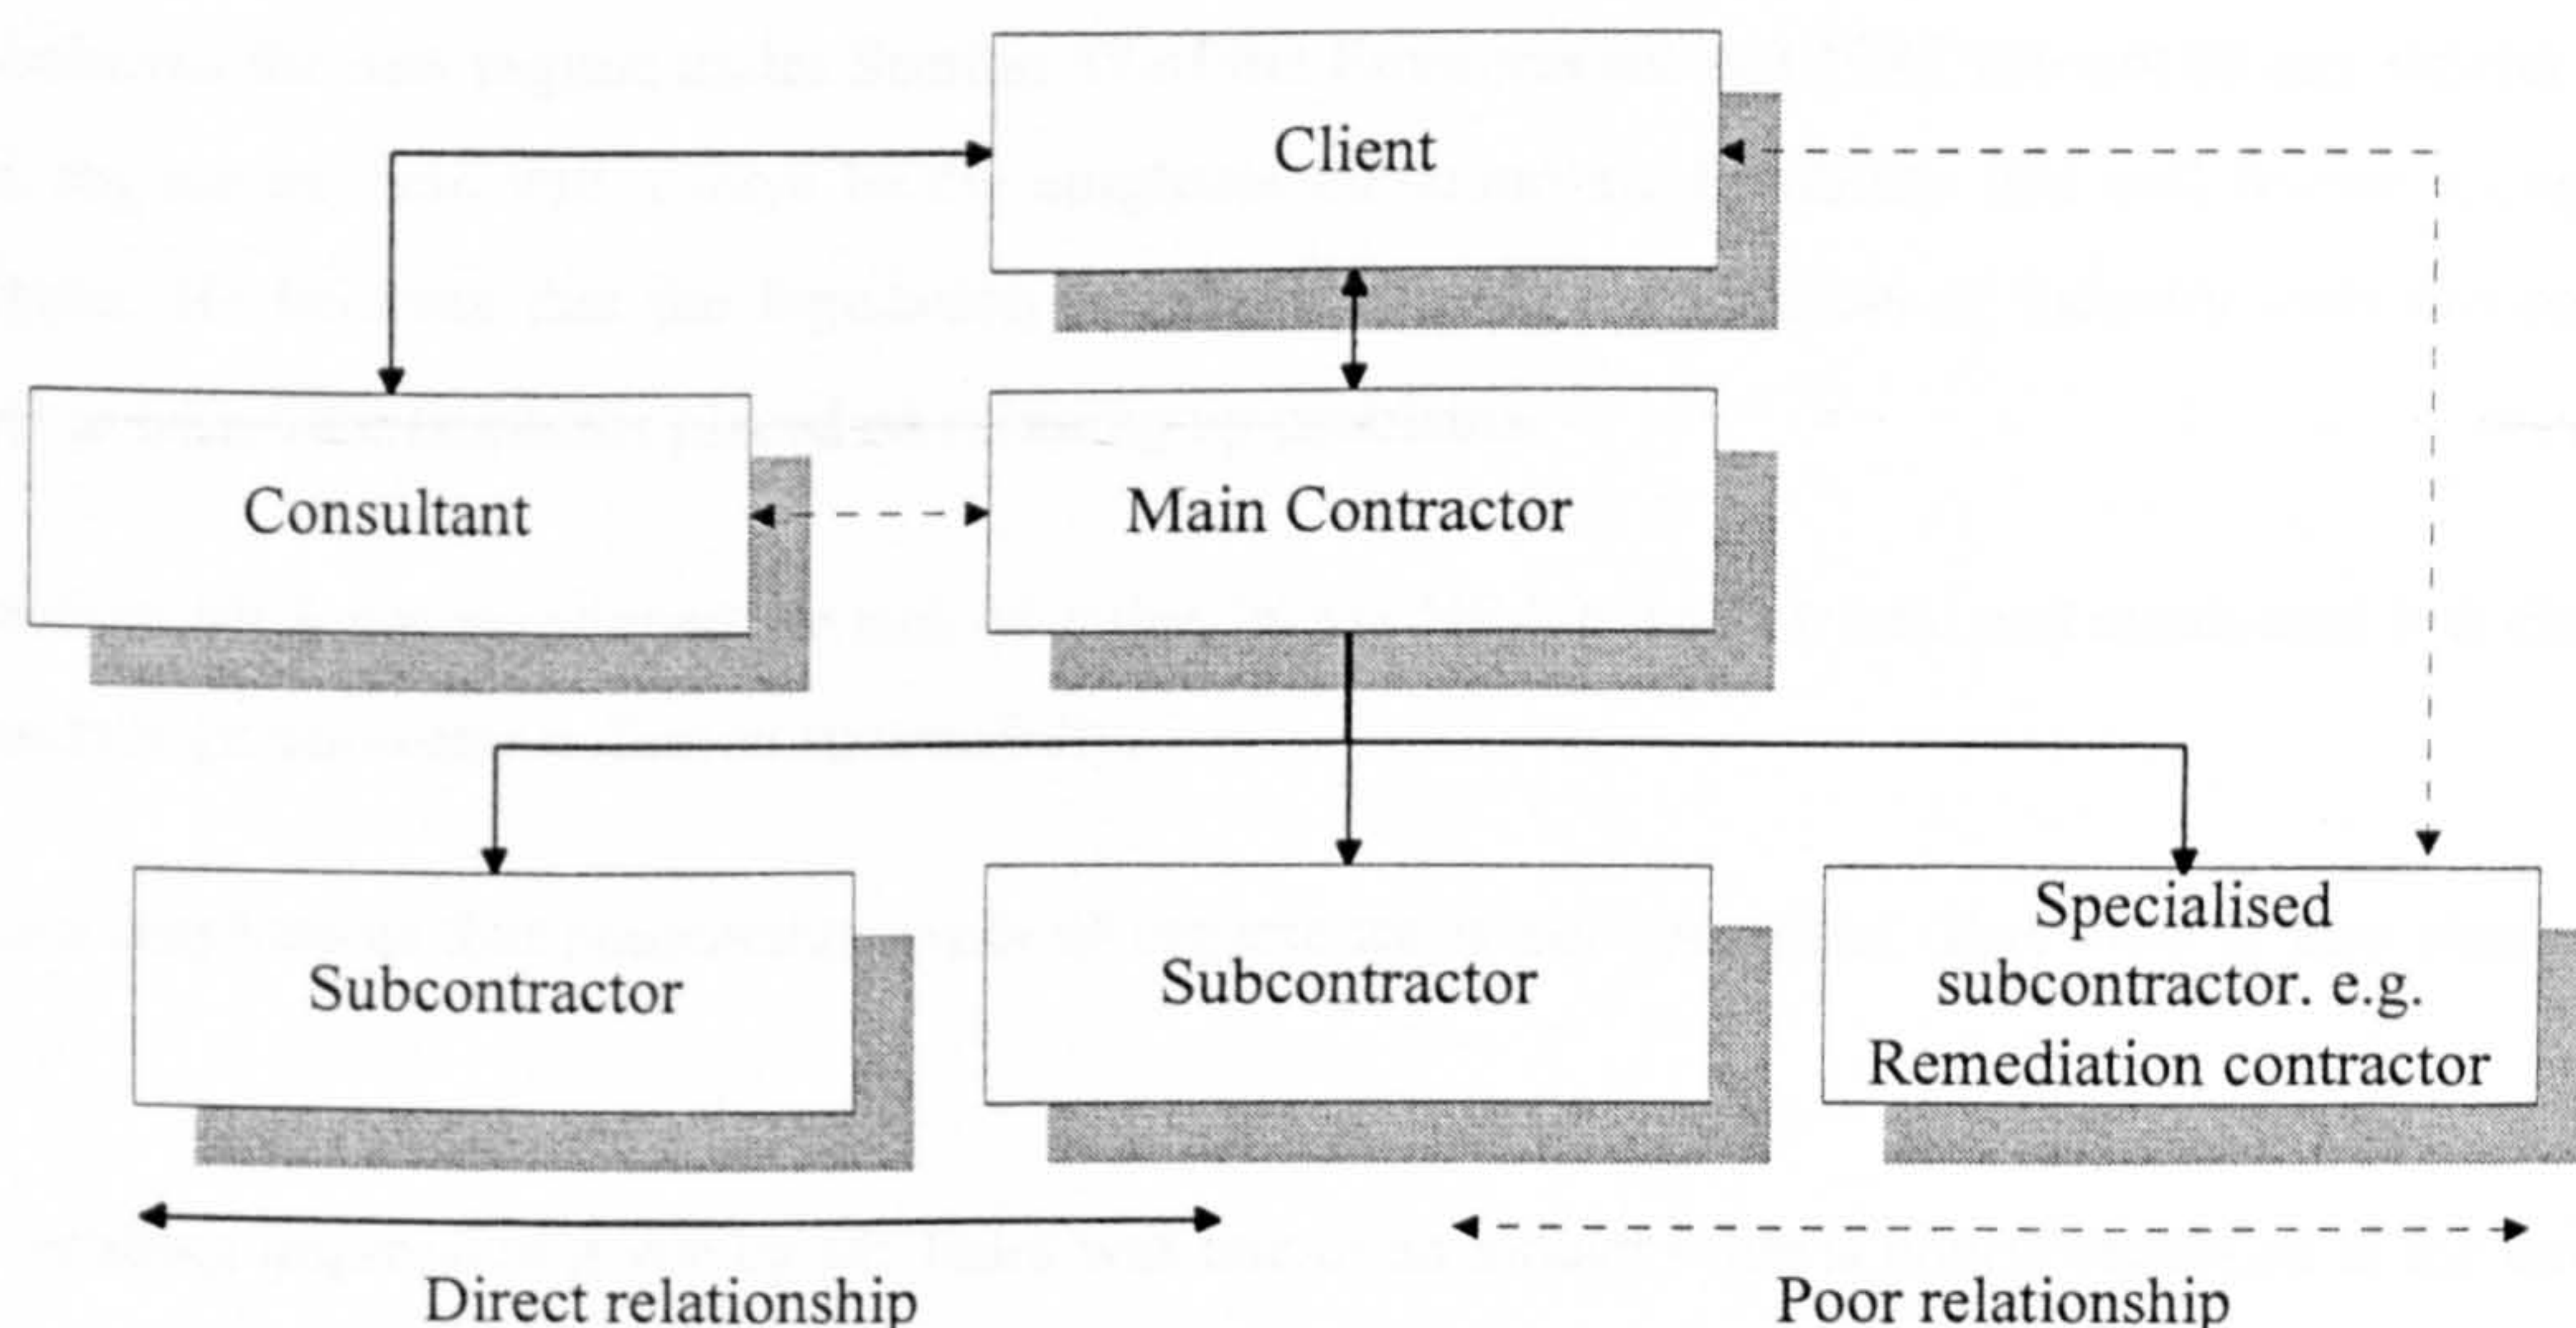 Client
Consultant
Main Contractor
Subcontractor
Subcontractor
Specialised
subcontractor. e.g.
Remediation contractor
Direct relationship
Poor relationship